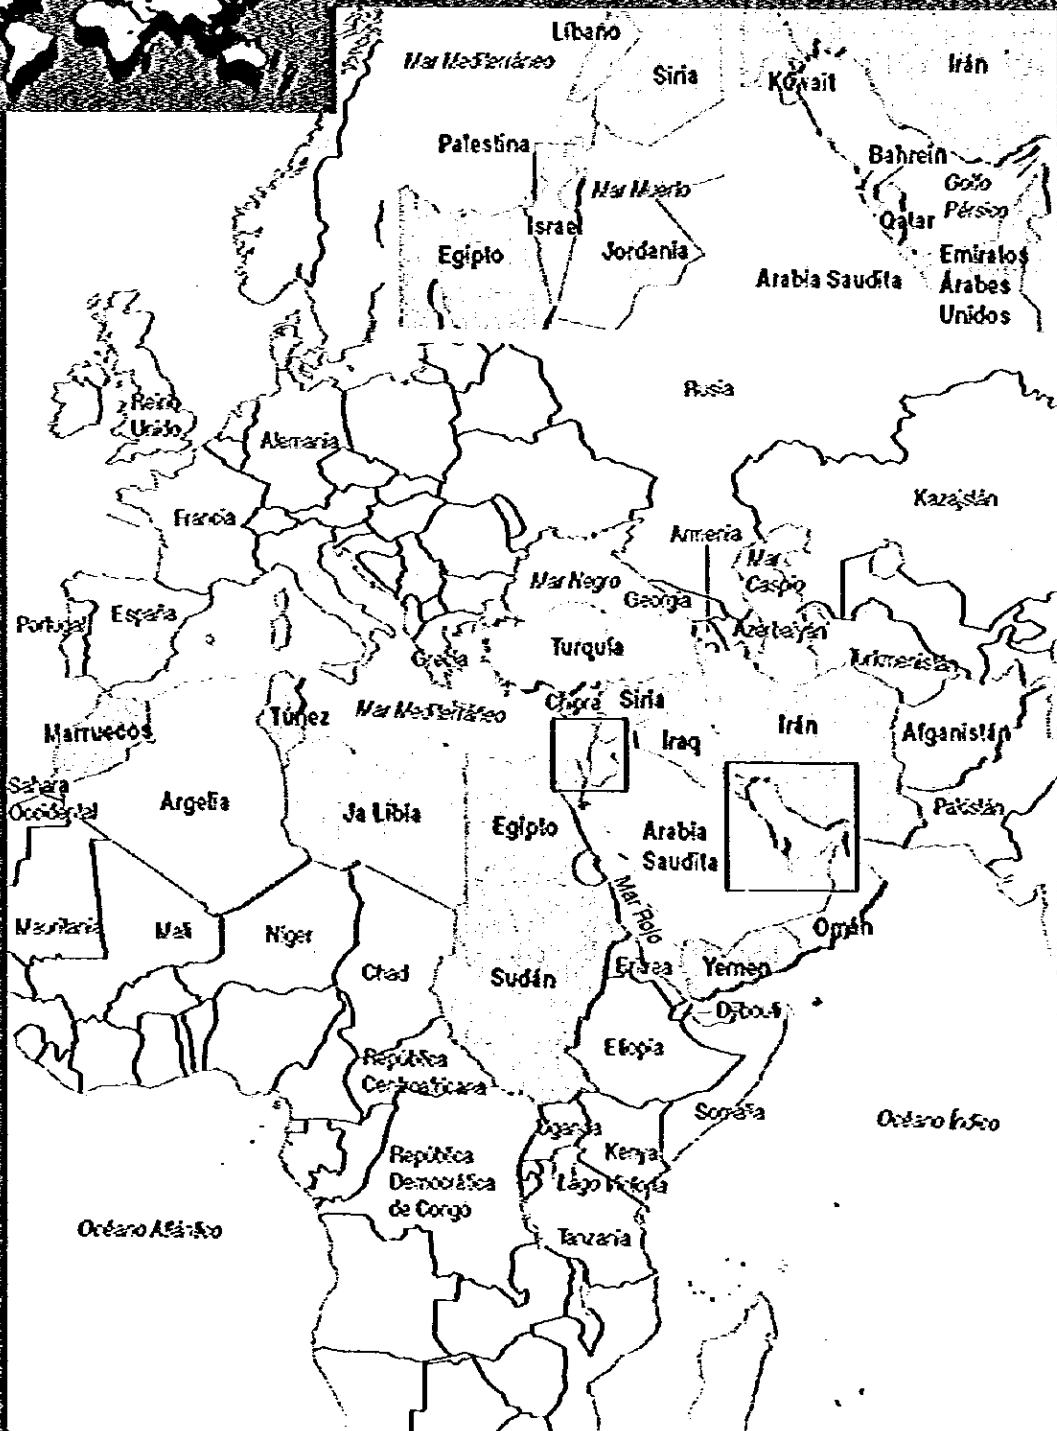 Líbano
Mar Mediterráneo
Siria
Kuwait
Irán
Palestina
Bahrein
Mar Muerto
Golfo
Pérsico
Israel
Qatar
Egipto
Jordania
Arabia Saudita
Emiratos
Árabes
Unidos
Reino
Unido
Rusia
Alemania
Kazajstán
Francia
Armenia
Mar
Caspio
Mar Negro
Georgia
Portugal
España
Azerbaiyán
Grecia
Turquía
Turkmenistán
Chipre
Siria
Túnez
Mar Mediterráneo
Marruecos
Iraq
Irán
Afganistán
Sahara
Occidental
Argelia
Ja Libia
Egipto
Arabia
Saudita
Pakistán
Mar Rojo
Mauritania
Mali
Níger
Omán
Chad
Sudán
Eritrea
Yemen
Djibouti
Etiopía
República
Centroafricana
Somalia
Océano Índico
Uganda
Kenya
República
Democrática
de Congo
Lago Victoria
Océano Atlántico
Tanzania